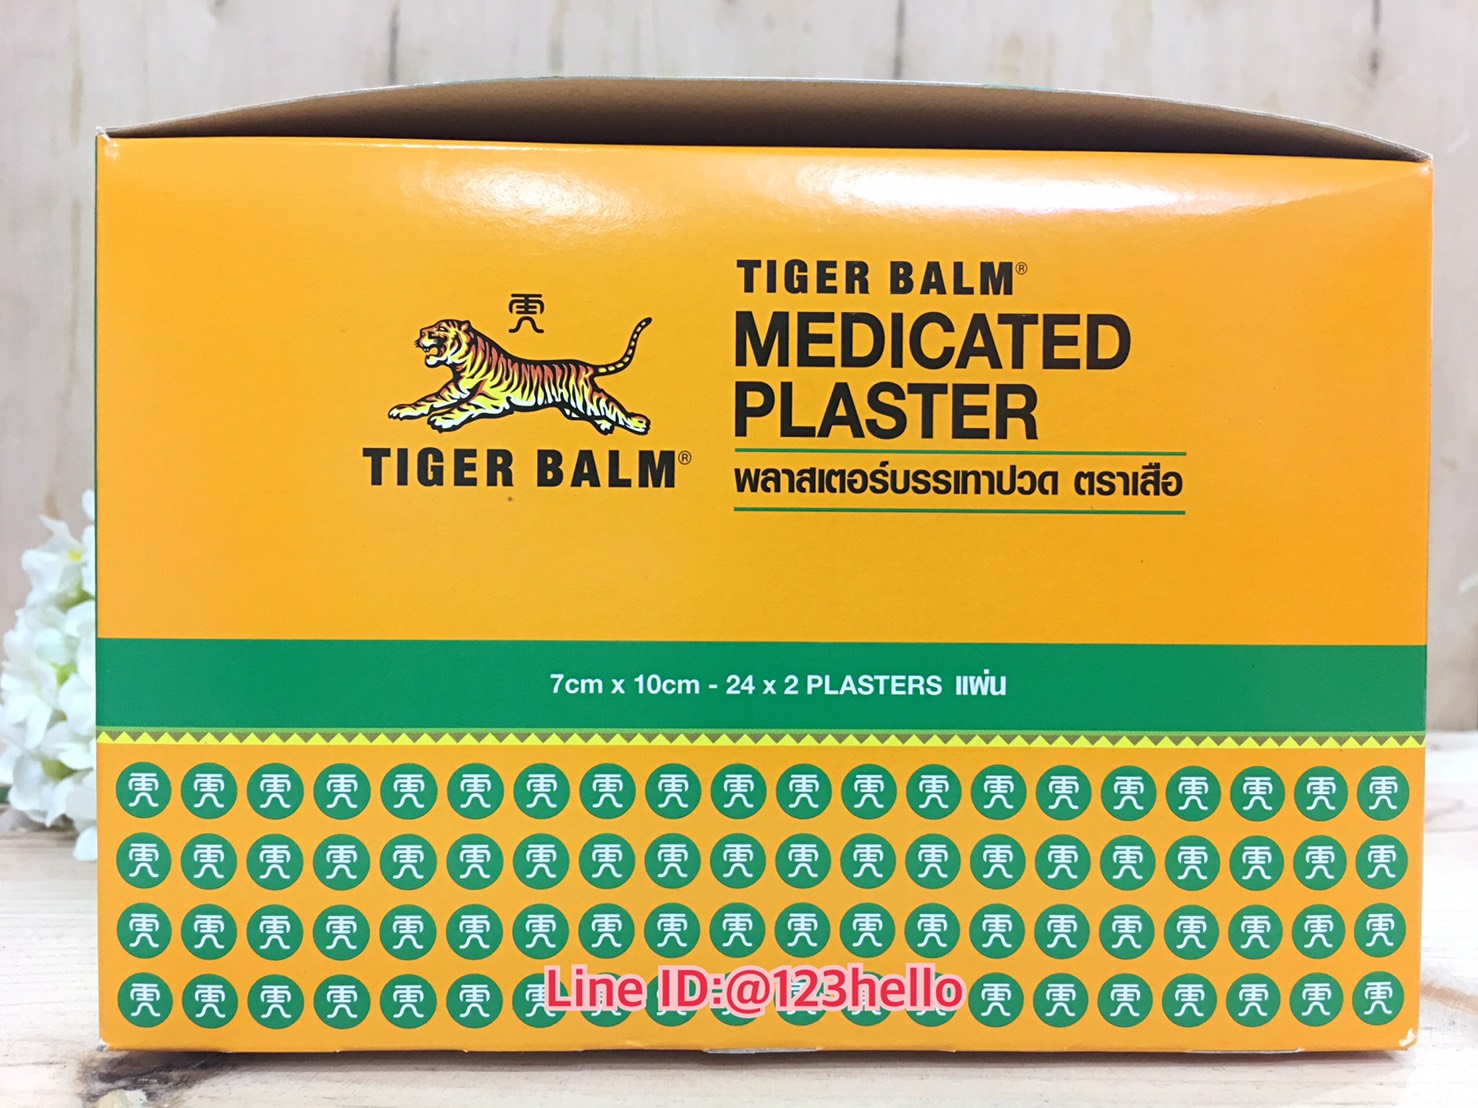 TIGER BALM®
MEDICATED
PLASTER
พลาสเตอร์บรรเทาปวด ตราเสือ
TIGER BALM®
7cm x 10cm - 24 x 2 PLASTERS แผ่น
Line ID:@123hello